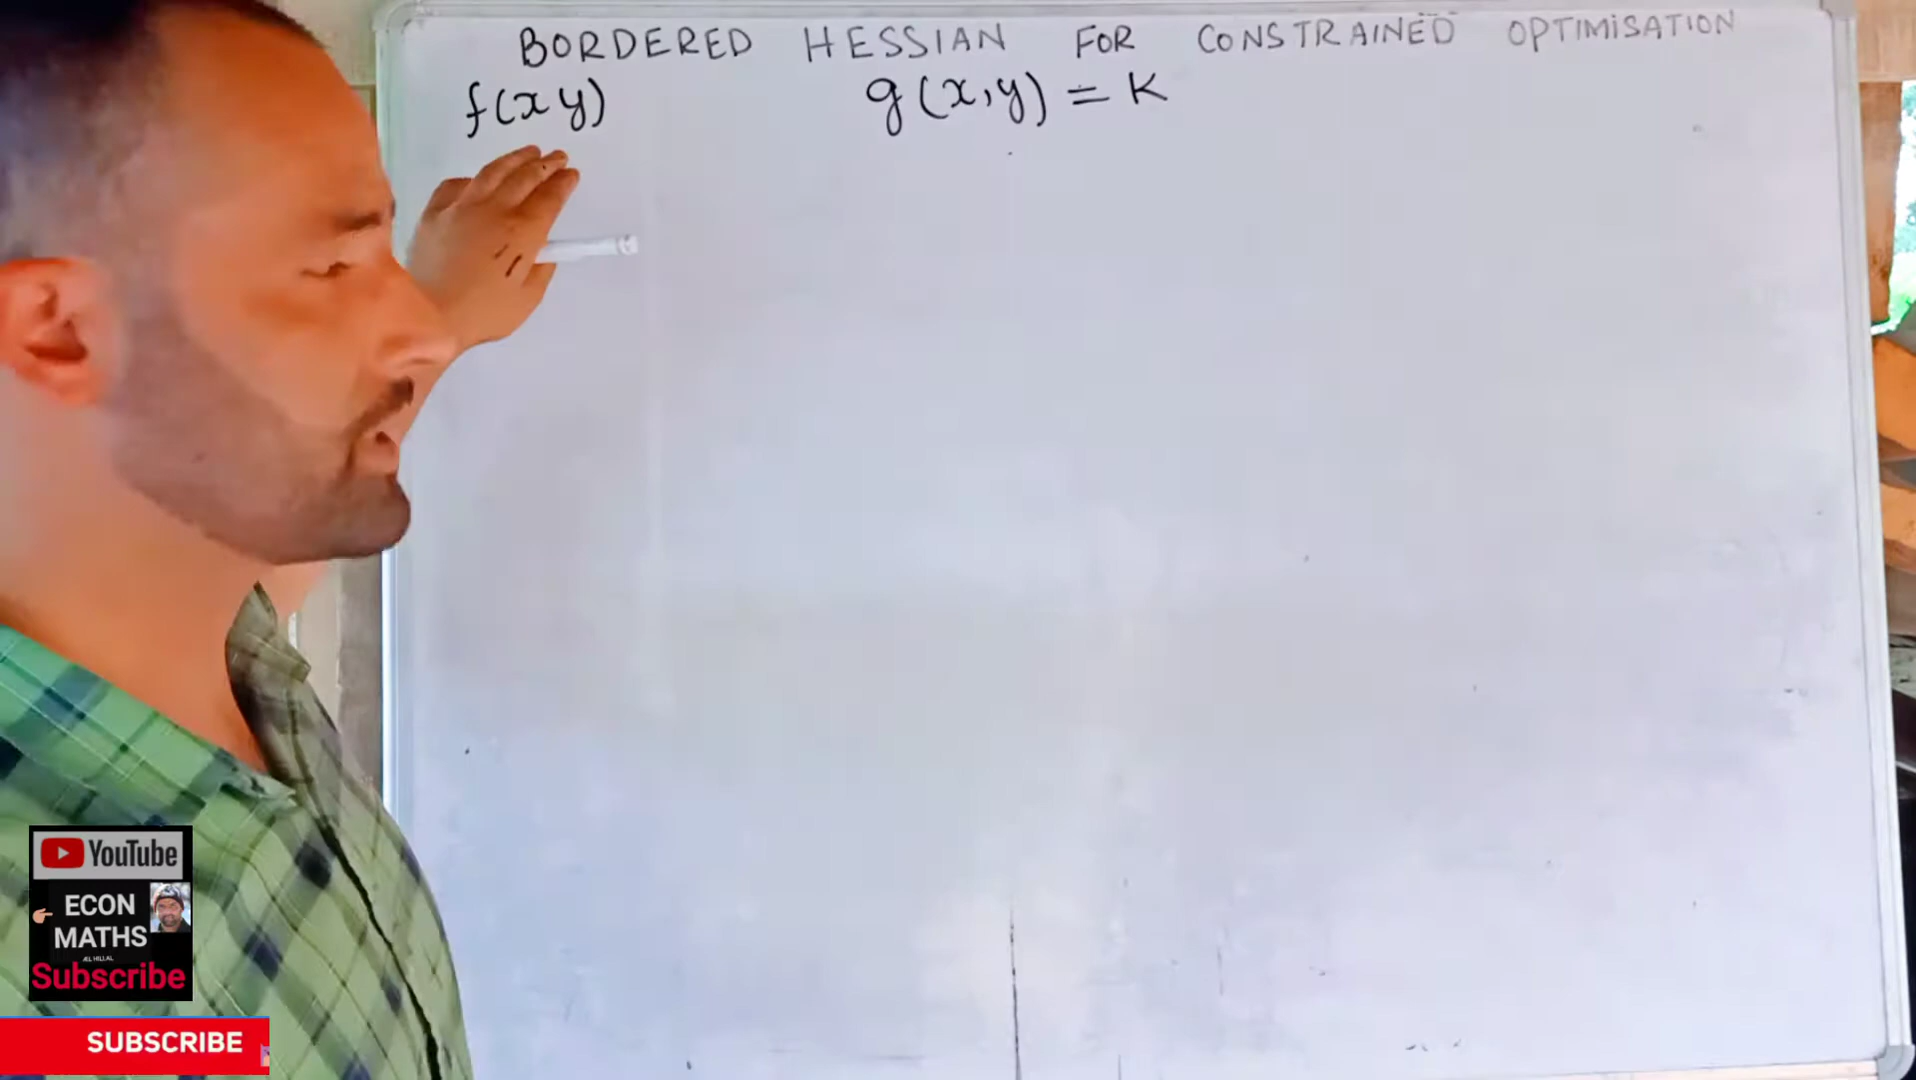 BORDERED HESSIAN FOR CONSTRAINED OPTIMISATION
f(x y) g(x,y) = K
YouTube
ECON
MATHS
Subscribe
SUBSCRIBE